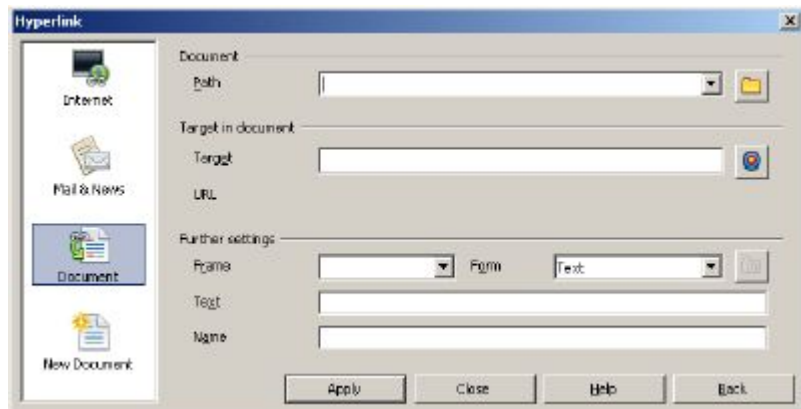 Hyperlink
Internet
Mail & News
Document
New Document
Document
Path
Target in document
Target
URL
Further settings
Frame
Form
Text
Text
Name
Apply
Close
Help
Back